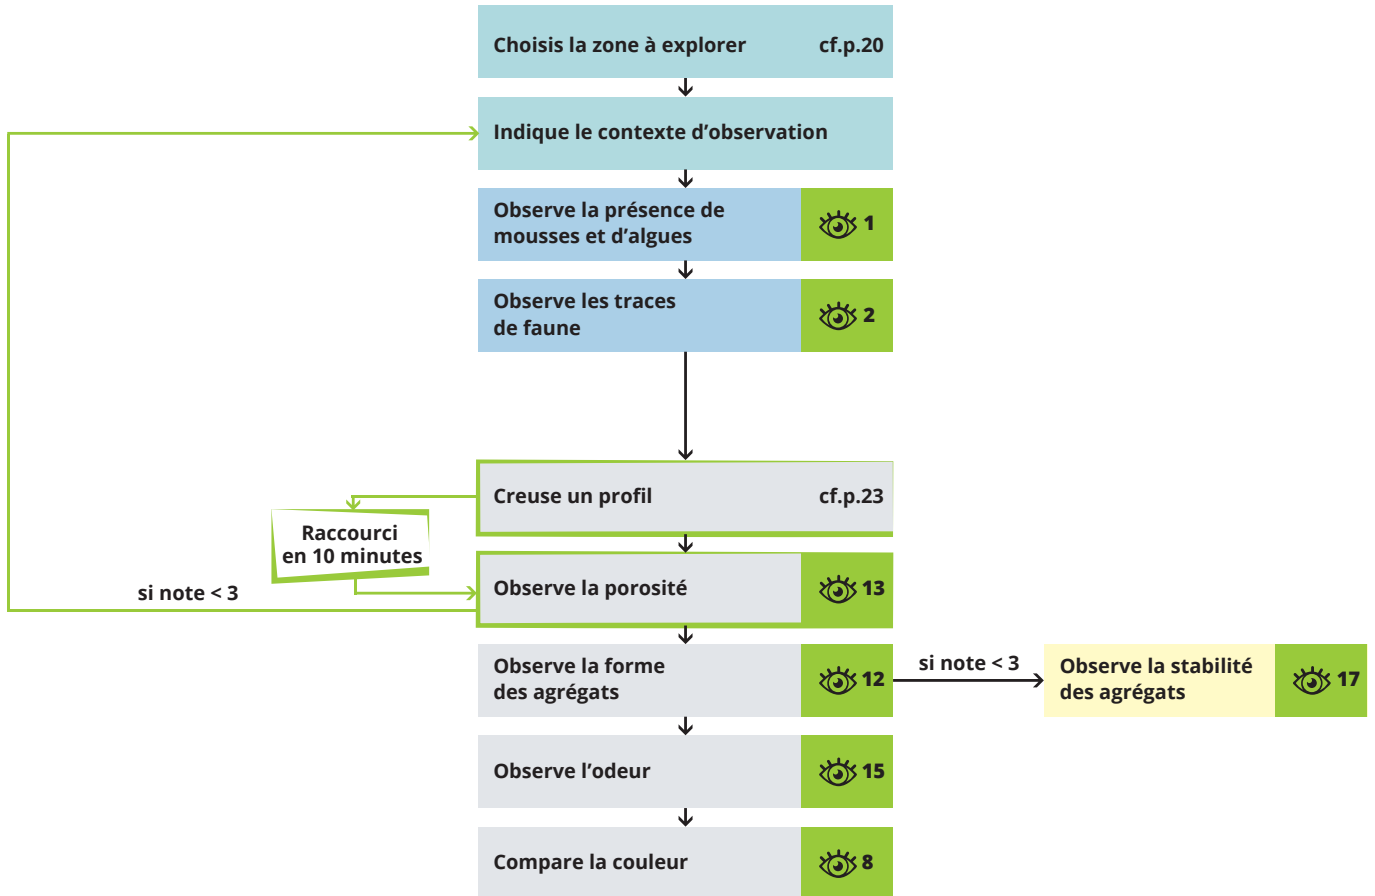 Choisis la zone à explorer cf.p.20
Indique le contexte d’observation
Observe la présence de
mousses et d’algues 1
Observe les traces
de faune 2
Creuse un profil cf.p.23
Raccourci
en 10 minutes
Observe la porosité 13
si note < 3
Observe la forme
des agrégats 12
si note < 3
Observe la stabilité
des agrégats 17
Observe l’odeur 15
Compare la couleur 8